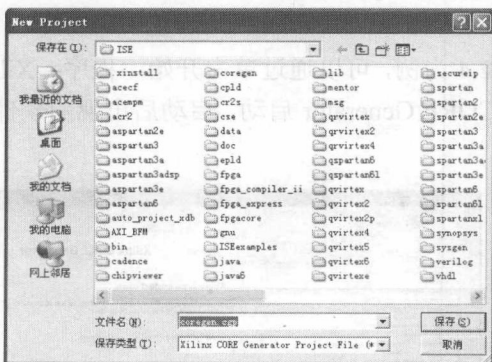 New Project
保存在(I): ISE
我最近的文档
桌面
我的文档
我的电脑
网上邻居
.xinstall
acecf
acempm
acr2
aspartan2e
aspartan3
aspartan3a
aspartan3adsp
aspartan3e
aspartan6
auto_project_xdb
AXI_BFM
bin
cadence
chipviewer
coregen
cpld
cr2s
cse
data
doc
epld
fpga
fpga_compiler_ii
fpga_express
fpgacore
gnu
ISEexamples
java
java6
lib
mentor
msg
qrvirtex
qrvirtex2
qrvirtex4
qspartan6
qspartan6l
qvirtex
qvirtex2
qvirtex2p
qvirtex4
qvirtex5
qvirtex6
qvirtexe
secureip
spartan
spartan2
spartan2e
spartan3
spartan3a
spartan3a
spartan3e
spartan6
spartan6l
spartanxl
synopsys
sysgen
verilog
vhdl
文件名(N): coregen.cgp
保存(S)
保存类型(T): Xilinx CORE Generator Project File (*
取消